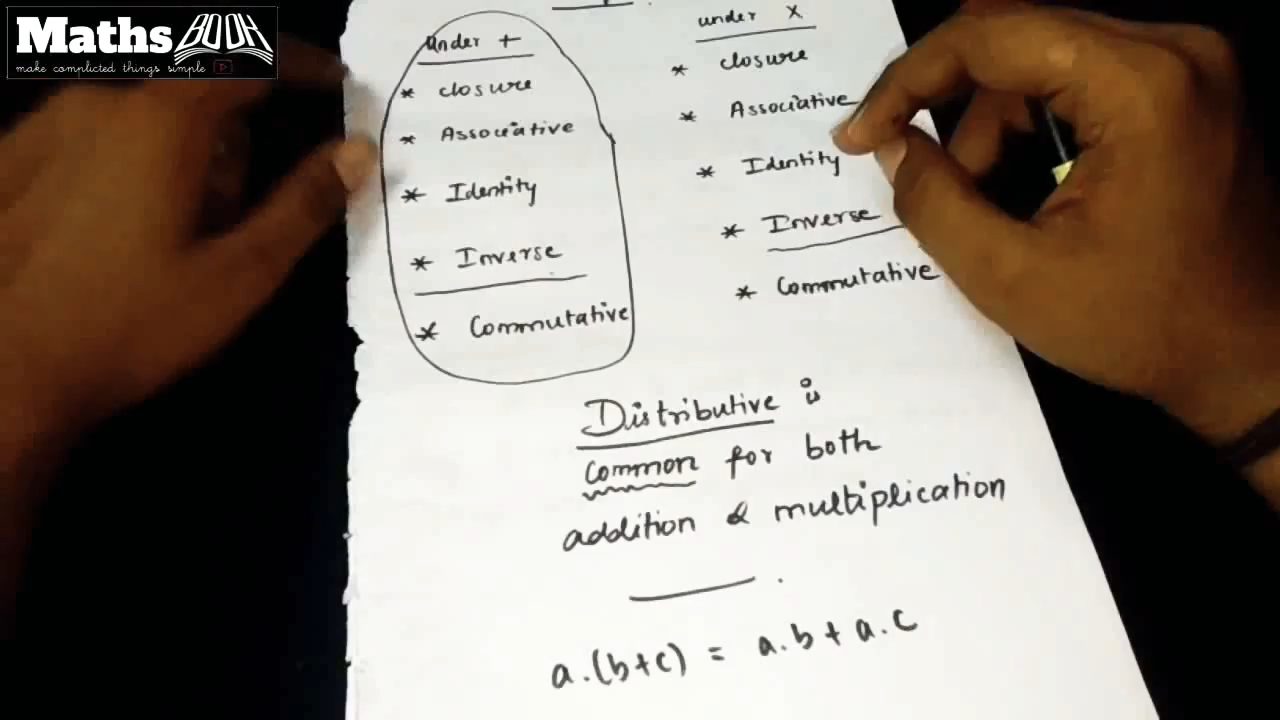 Maths BOOK
make complicted things simple
under +
* closure
* Associative
* Identity
* Inverse
* Commutative
under ×
* closure
* Associative
* Identity
* Inverse
* Commutative
Distributive is
common for both
addition & multiplication
a.(b+c) = a.b + a.c